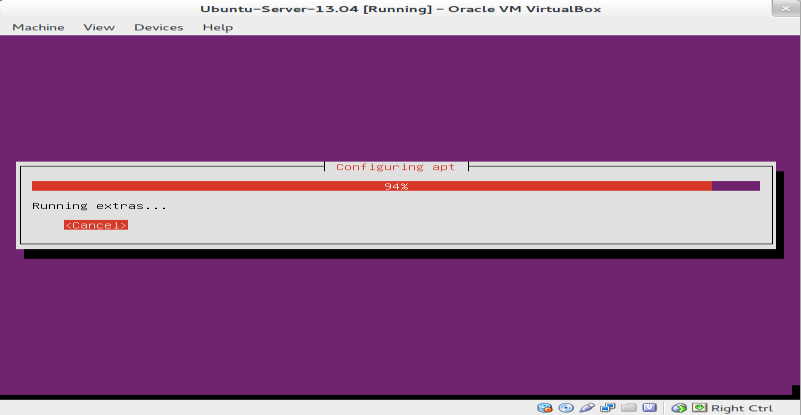 Ubuntu-Server-13.04 [Running] - Oracle VM VirtualBox
Machine View Devices Help
Configuring apt
94%
Running extras...
<Cancel>
Right Ctrl